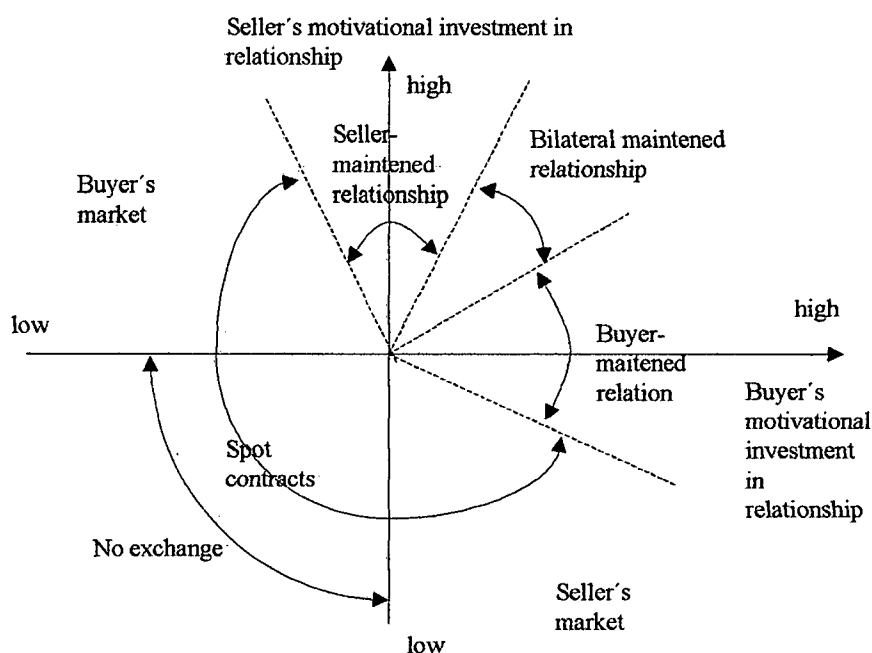 Seller´s motivational investment in
relationship
high
Seller-
maintened
relationship
Bilateral maintened
relationship
Buyer´s
market
low
high
Buyer-
maitened
relation
Buyer´s
motivational
investment
in
relationship
Spot
contracts
No exchange
Seller´s
market
low